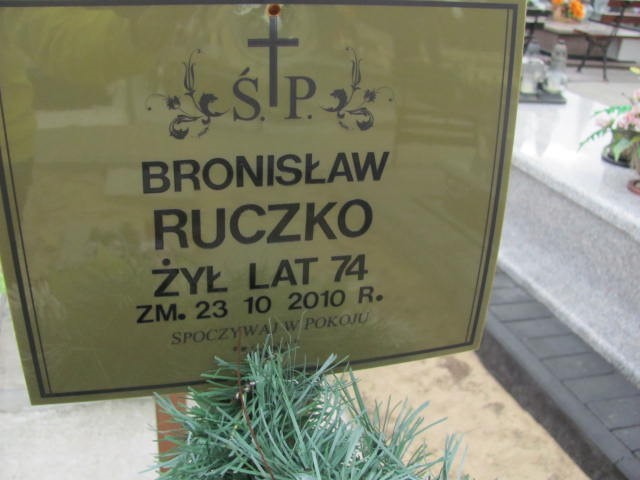 Ś. P.
BRONISŁAW
RUCZKO
ŻYŁ LAT 74
ZM. 23 10 2010 R.
SPOCZYWAJ W POKOJU